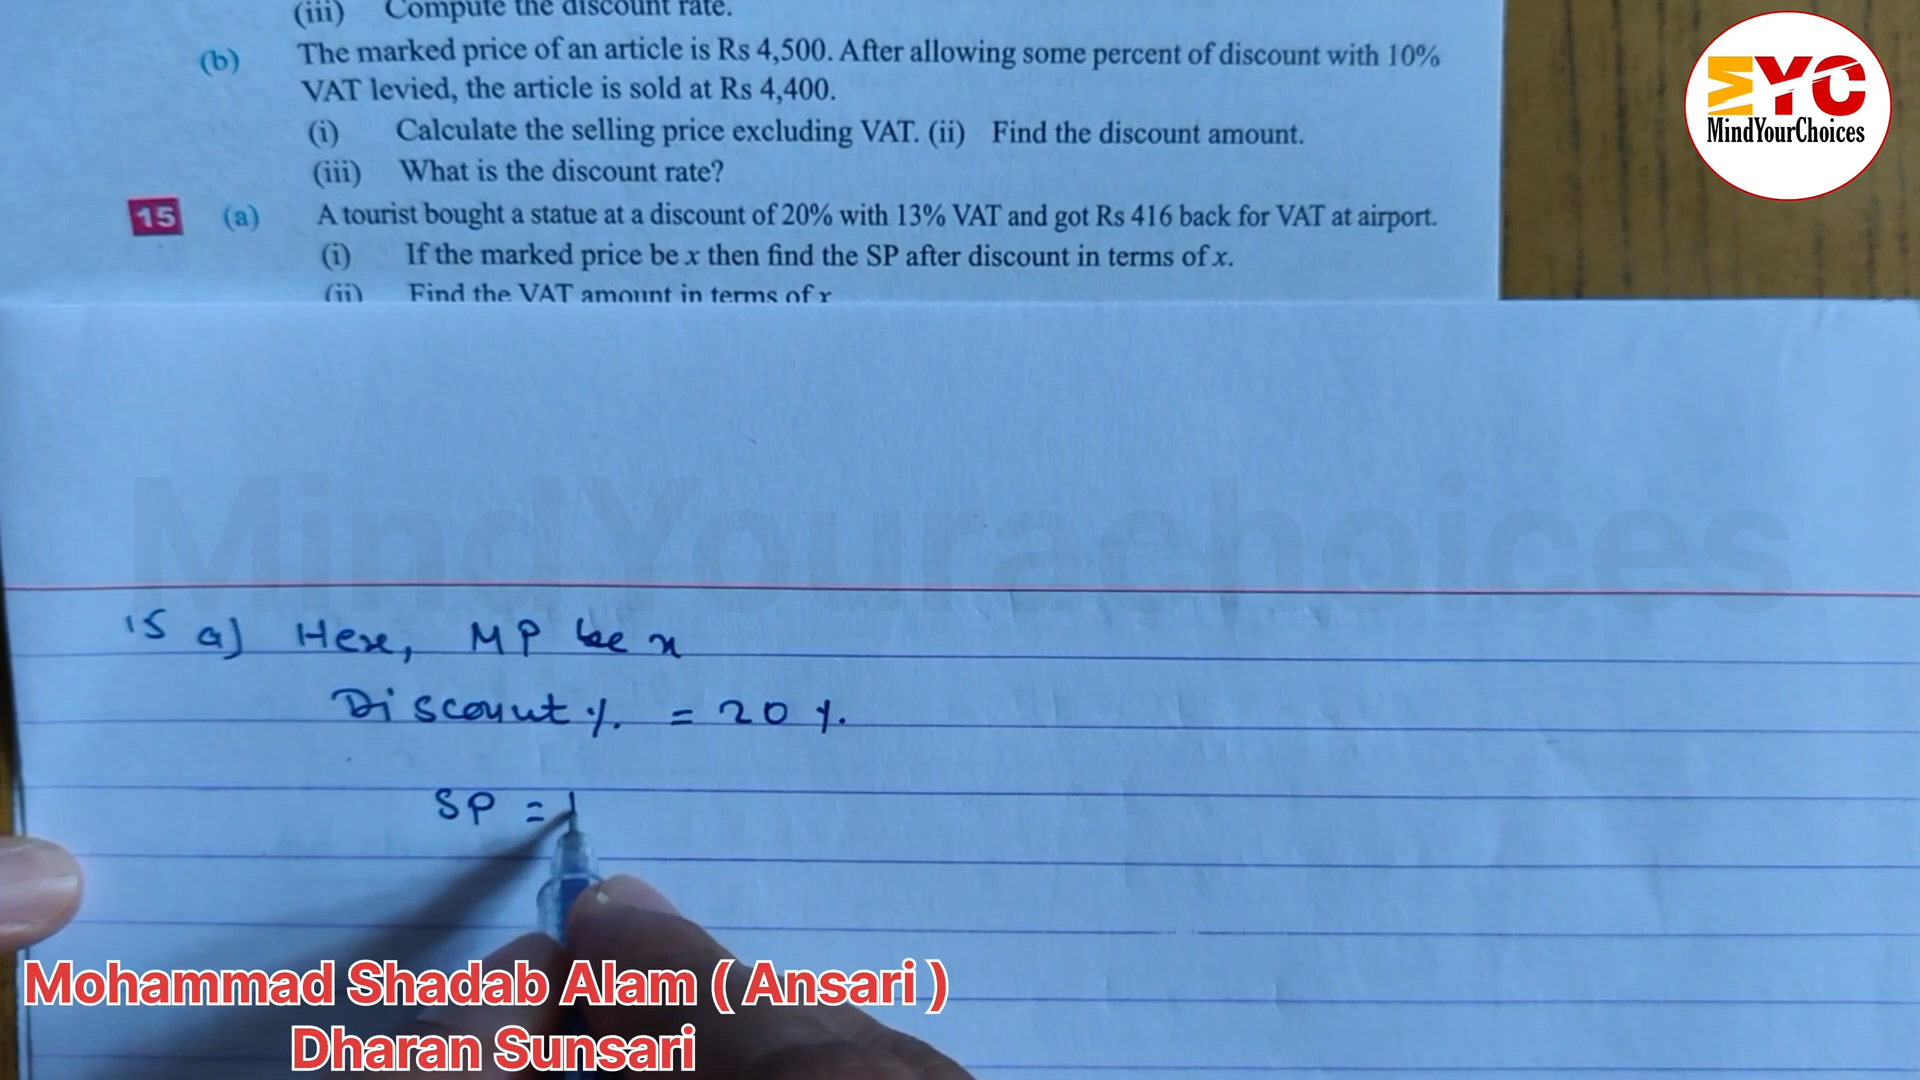 (iii) Compute the discount rate.
(b) The marked price of an article is Rs 4,500. After allowing some percent of discount with 10%
VAT levied, the article is sold at Rs 4,400.
(i) Calculate the selling price excluding VAT. (ii) Find the discount amount.
(iii) What is the discount rate?
15 (a) A tourist bought a statue at a discount of 20% with 13% VAT and got Rs 416 back for VAT at airport.
(i) If the marked price be x then find the SP after discount in terms of x.
(ii) Find the VAT amount in terms of x
MYC
MindYourChoices
MindYourachoices
15 a) Here, MP be x
Discount % = 20 %.
SP =
Mohammad Shadab Alam ( Ansari )
Dharan Sunsari